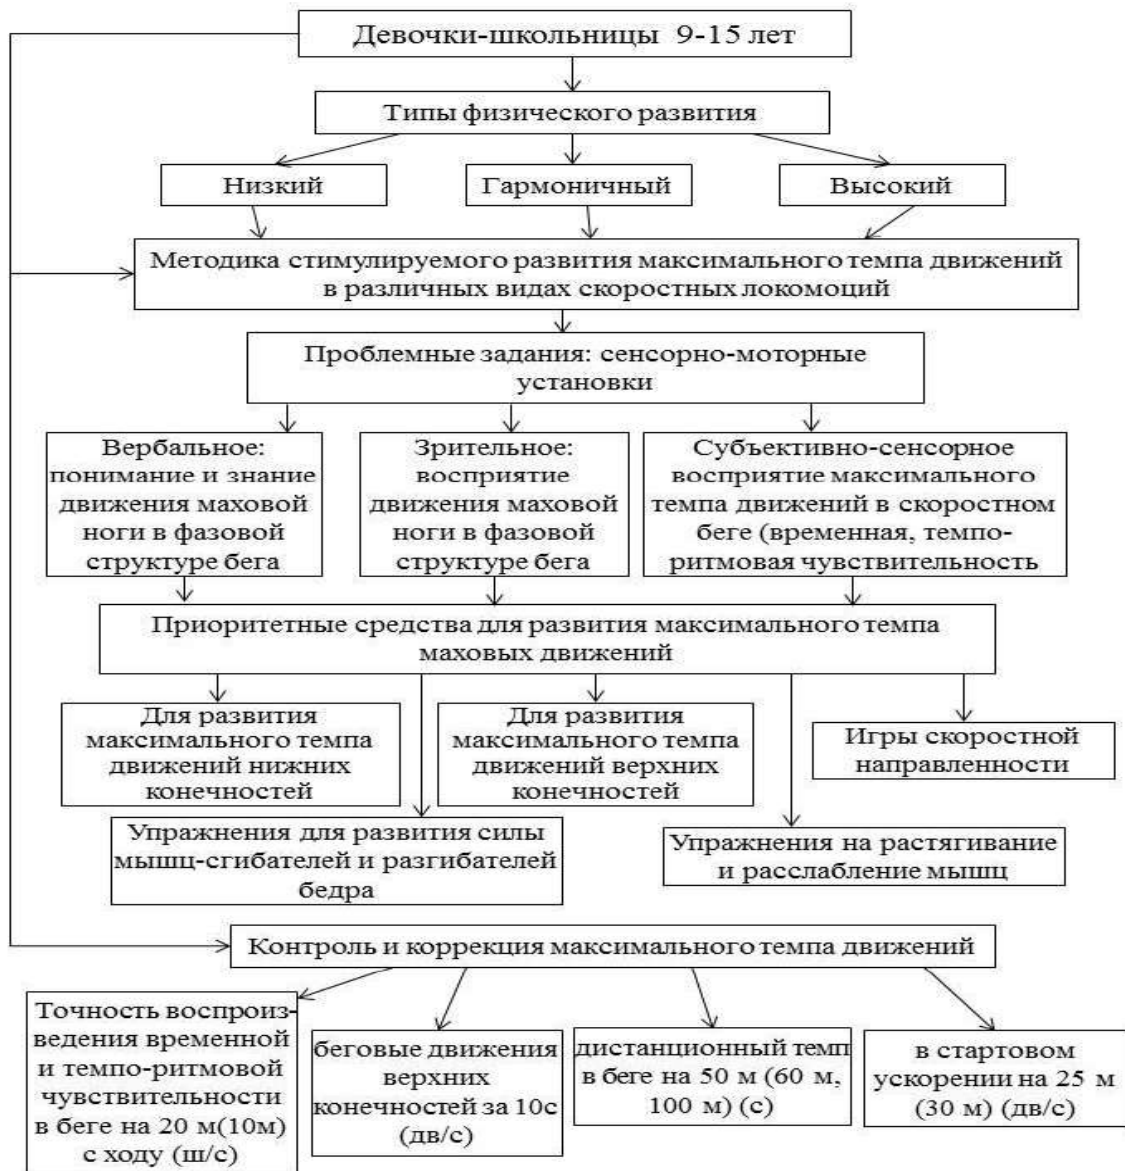 Девочки-школьницы 9-15 лет
Типы физического развития
Низкий
Гармоничный
Высокий
Методика стимулируемого развития максимального темпа движений
в различных видах скоростных локомоций
Проблемные задания: сенсорно-моторные
установки
Вербальное:
понимание и знание
движения маховой
ноги в фазовой
структуре бега
Зрительное:
восприятие
движения маховой
ноги в фазовой
структуре бега
Субъективно-сенсорное
восприятие максимального
темпа движений в скоростном
беге (временная, темпо-
ритмовая чувствительность
Приоритетные средства для развития максимального темпа
маховых движений
Для развития
максимального темпа
движений нижних
конечностей
Для развития
максимального темпа
движений верхних
конечностей
Игры скоростной
направленности
Упражнения для развития силы
мышц-сгибателей и разгибателей
бедра
Упражнения на растягивание
и расслабление мышц
Контроль и коррекция максимального темпа движений
Точность воспроиз-
ведения временной
и темпо-ритмовой
чувствительности
в беге на 20 м(10м)
с ходу (ш/с)
беговые движения
верхних
конечностей за 10с
(дв/с)
дистанционный темп
в беге на 50 м (60 м,
100 м) (с)
в стартовом
ускорении на 25 м
(30 м) (дв/с)